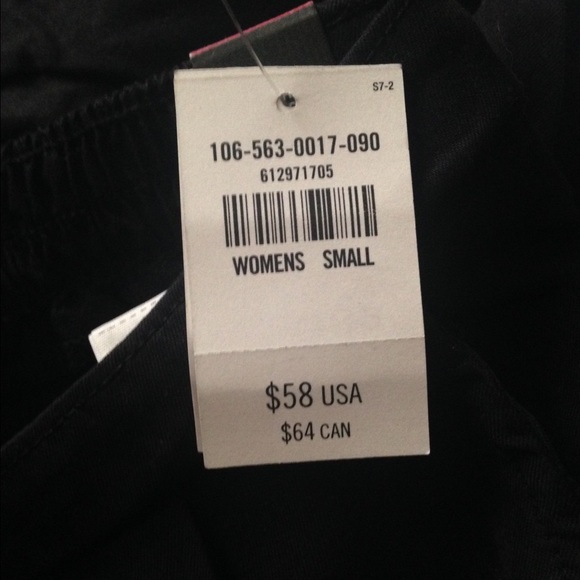 S7-2
106-563-0017-090
612971705
WOMENS SMALL
$58 USA
$64 CAN